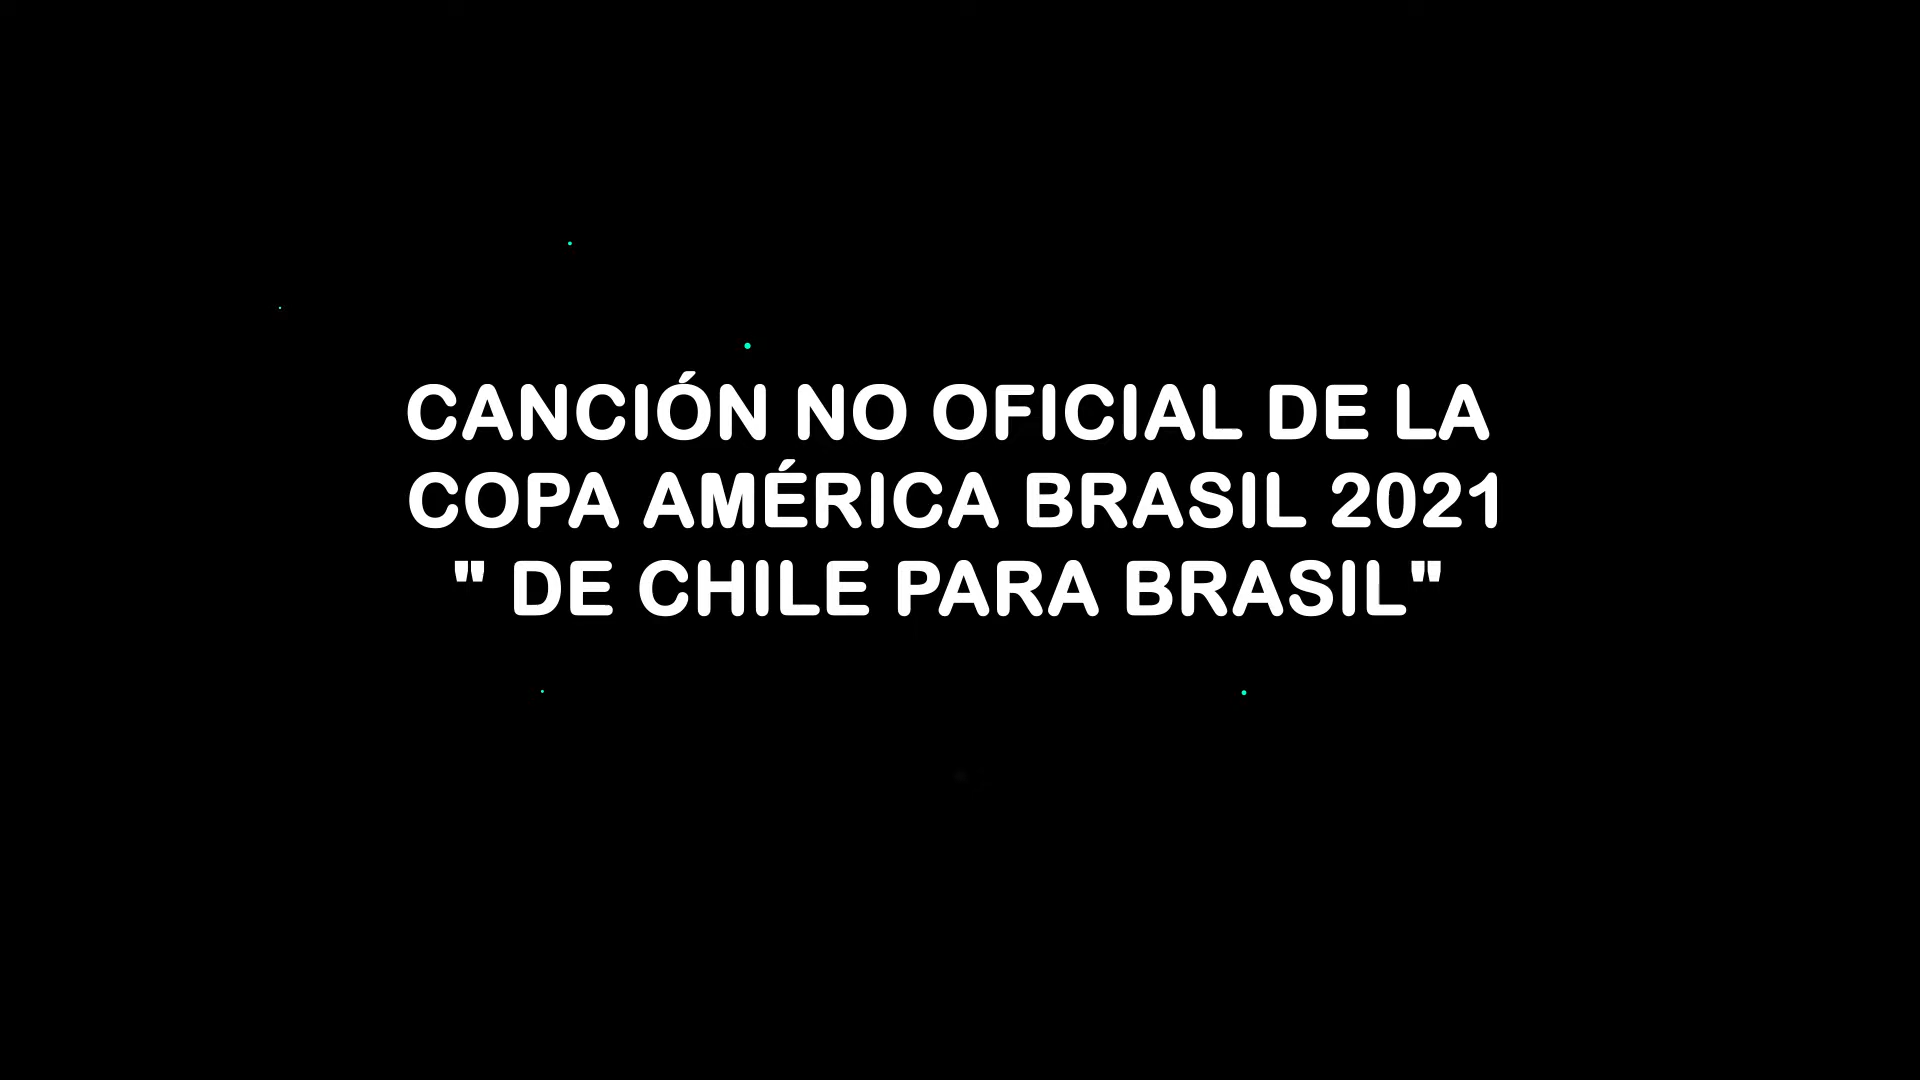 CANCIÓN NO OFICIAL DE LA
COPA AMÉRICA BRASIL 2021
" DE CHILE PARA BRASIL"